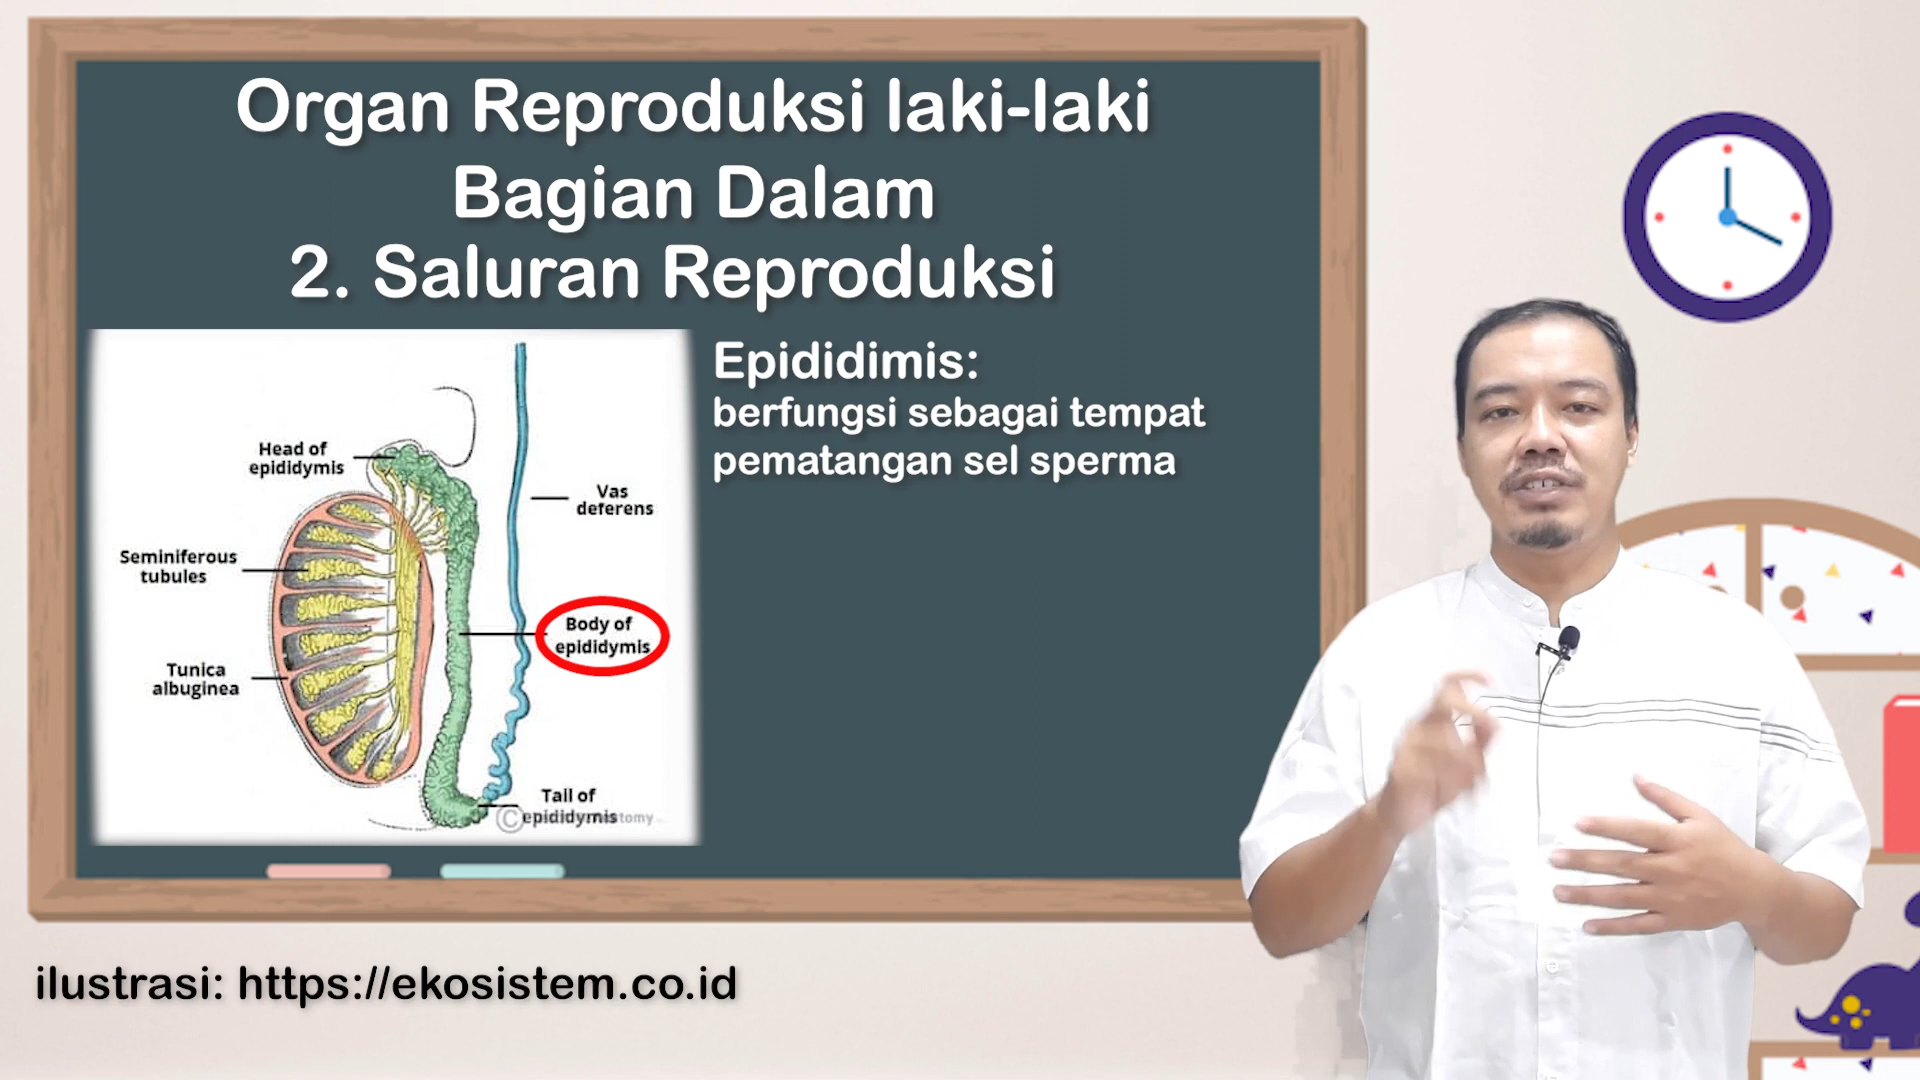 Organ Reproduksi laki-laki
Bagian Dalam
2. Saluran Reproduksi
Epididimis:
berfungsi sebagai tempat
pematangan sel sperma
Head of
epididymis
Vas
deferens
Seminiferous
tubules
Body of
epididymis
Tunica
albuginea
Tail of
epididymis
ilustrasi: https://ekosistem.co.id